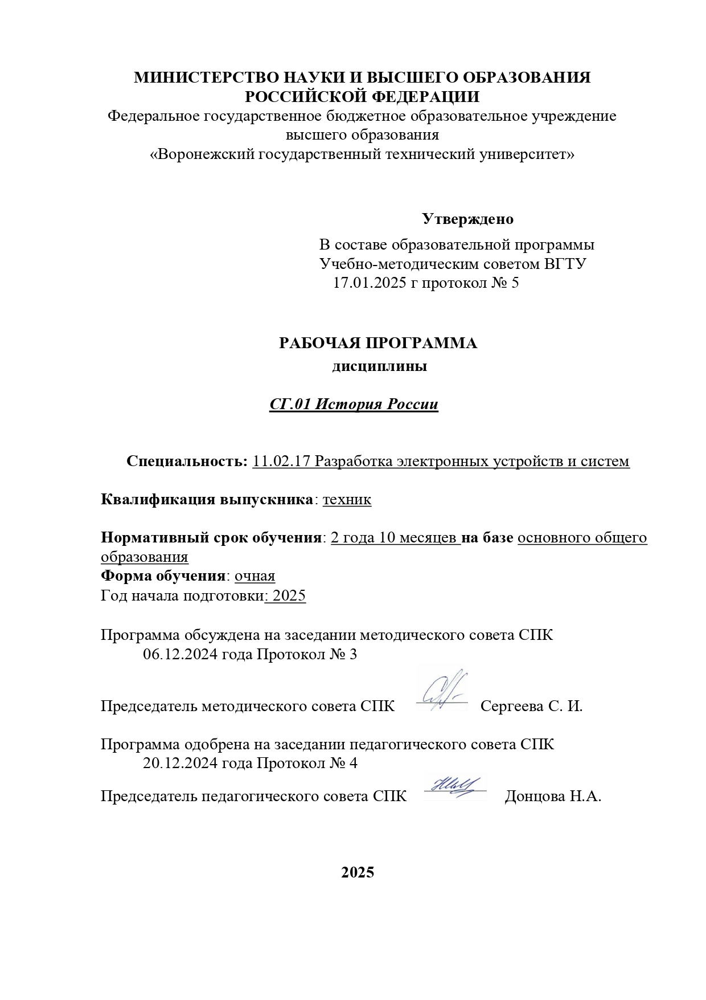 МИНИСТЕРСТВО НАУКИ И ВЫСШЕГО ОБРАЗОВАНИЯ
РОССИЙСКОЙ ФЕДЕРАЦИИ
Федеральное государственное бюджетное образовательное учреждение
высшего образования
«Воронежский государственный технический университет»
Утверждено
В составе образовательной программы
Учебно-методическим советом ВГТУ
17.01.2025 г протокол № 5
РАБОЧАЯ ПРОГРАММА
дисциплины
СГ.01 История России
Специальность: 11.02.17 Разработка электронных устройств и систем
Квалификация выпускника: техник
Нормативный срок обучения: 2 года 10 месяцев на базе основного общего
образования
Форма обучения: очная
Год начала подготовки: 2025
Программа обсуждена на заседании методического совета СПК
06.12.2024 года Протокол № 3
Председатель методического совета СПК Сергеева С. И.
Программа одобрена на заседании педагогического совета СПК
20.12.2024 года Протокол № 4
Председатель педагогического совета СПК Донцова Н.А.
2025